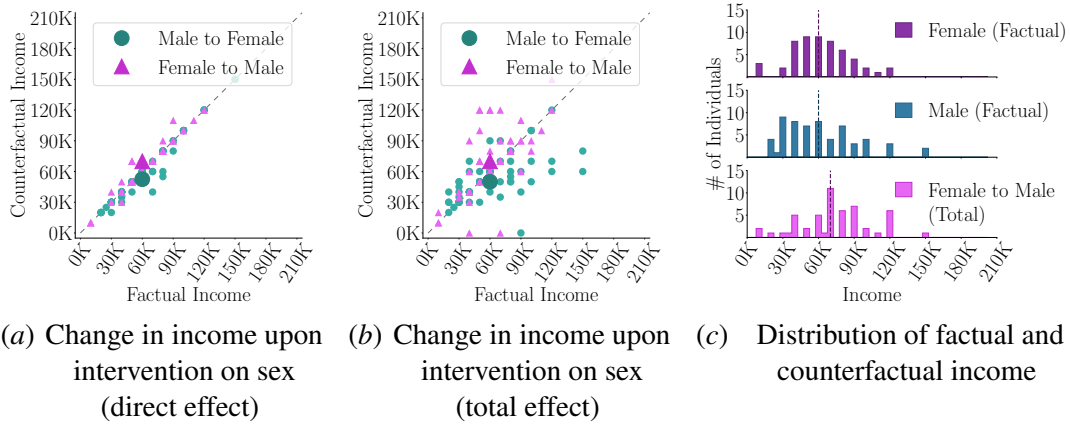 210K
180K
150K
120K
90K
60K
30K
0K
Counterfactual Income
Male to Female
Female to Male
0K
30K
60K
90K
120K
150K
180K
210K
Factual Income
210K
180K
150K
120K
90K
60K
30K
0K
Counterfactual Income
Male to Female
Female to Male
0K
30K
60K
90K
120K
150K
180K
210K
Factual Income
# of Individuals
15
10
5
Female (Factual)
15
10
5
Male (Factual)
15
10
5
Female to Male
(Total)
0K
30K
60K
90K
120K
150K
180K
210K
Income
(a) Change in income upon
intervention on sex
(direct effect)
(b) Change in income upon
intervention on sex
(total effect)
(c) Distribution of factual and
counterfactual income